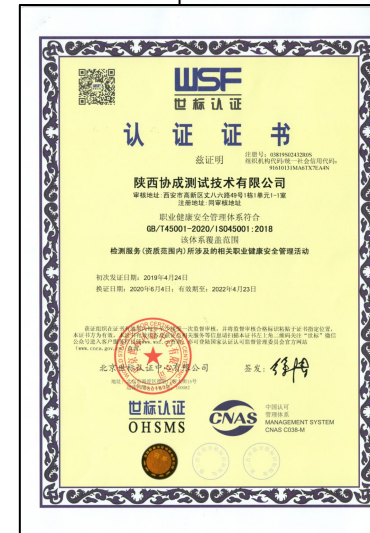 WSF
世标认证
认证证书
注册号：03819S02432R0S
组织机构代码/统一社会信用代码：
91610131MA6TX7EA4N
兹证明
陕西协成测试技术有限公司
审核地址:西安市高新区丈八六路49号1栋1单元1-1室
注册地址:同审核地址
职业健康安全管理体系符合
GB/T45001-2020/ISO45001:2018
该体系覆盖范围
检测服务(资质范围内)所涉及的相关职业健康安全管理活动
初次发证日期：2019年4月24日
换证日期：2020年6月4日；有效期至：2022年4月23日
北京世标认证中心有限公司
签发：
世标认证
OHSMS
CNAS
中国认可
管理体系
MANAGEMENT SYSTEM
CNAS C038-M